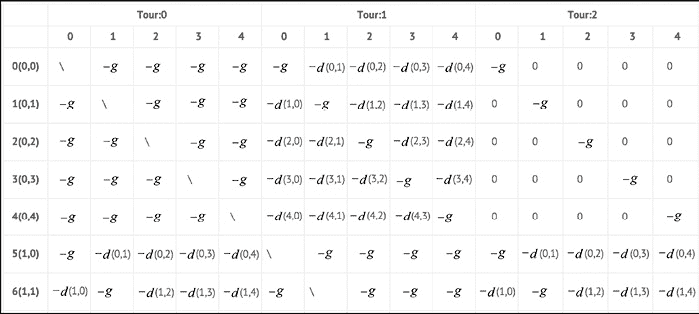 Tour:0 Tour:1 Tour:2
0 1 2 3 4 0 1 2 3 4 0 1 2 3 4
0(0,0) \ -g -g -g -g -g -d(0,1) -d(0,2) -d(0,3) -d(0,4) -g 0 0 0 0
1(0,1) -g \ -g -g -g -d(1,0) -g -d(1,2) -d(1,3) -d(1,4) 0 -g 0 0 0
2(0,2) -g -g \ -g -g -d(2,0) -d(2,1) -g -d(2,3) -d(2,4) 0 0 -g 0 0
3(0,3) -g -g -g \ -g -d(3,0) -d(3,1) -d(3,2) -g -d(3,4) 0 0 0 -g 0
4(0,4) -g -g -g -g \ -d(4,0) -d(4,1) -d(4,2) -d(4,3) -g 0 0 0 0 -g
5(1,0) -g -d(0,1) -d(0,2) -d(0,3) -d(0,4) \ -g -g -g -g -g -d(0,1) -d(0,2) -d(0,3) -d(0,4)
6(1,1) -d(1,0) -g -d(1,2) -d(1,3) -d(1,4) -g \ -g -g -g -d(1,0) -g -d(1,2) -d(1,3) -d(1,4)